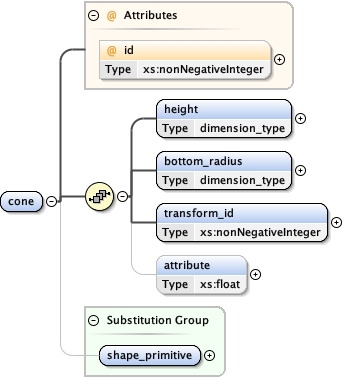 Attributes
@ id
Type xs:nonNegativeInteger
height
Type dimension_type
bottom_radius
Type dimension_type
cone
transform_id
Type xs:nonNegativeInteger
attribute
Type xs:float
Substitution Group
shape_primitive